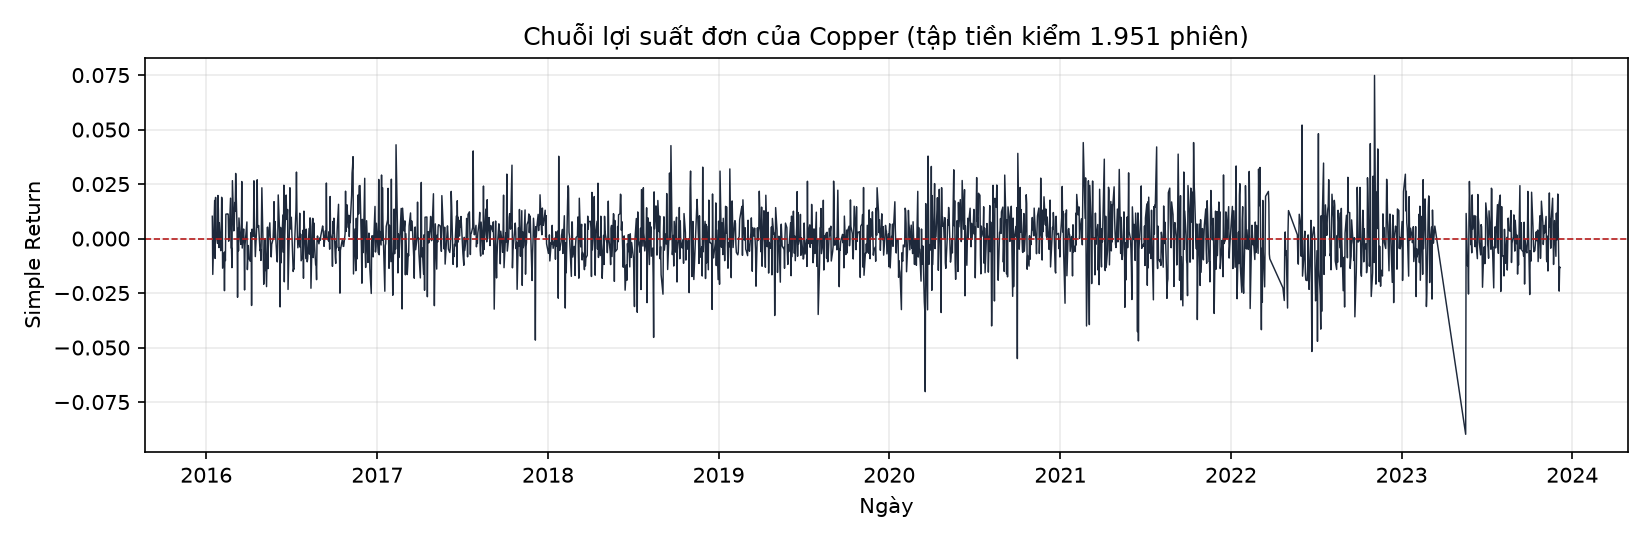 Chuỗi lợi suất đơn của Copper (tập tiền kiểm 1.951 phiên)
0.075
0.050
0.025
0.000
−0.025
−0.050
−0.075
Simple Return
2016 2017 2018 2019 2020 2021 2022 2023 2024
Ngày